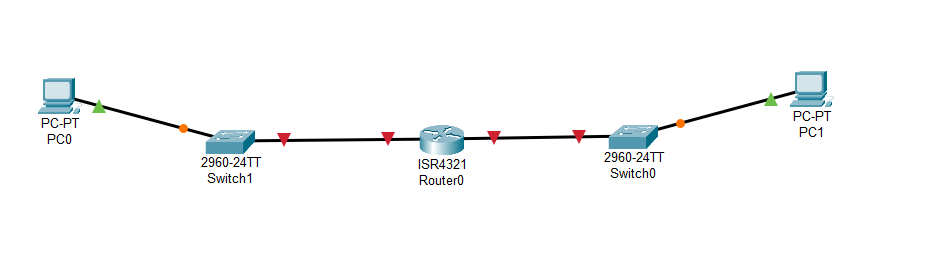 PC-PT
PC0
2960-24TT
Switch1
ISR4321
Router0
2960-24TT
Switch0
PC-PT
PC1